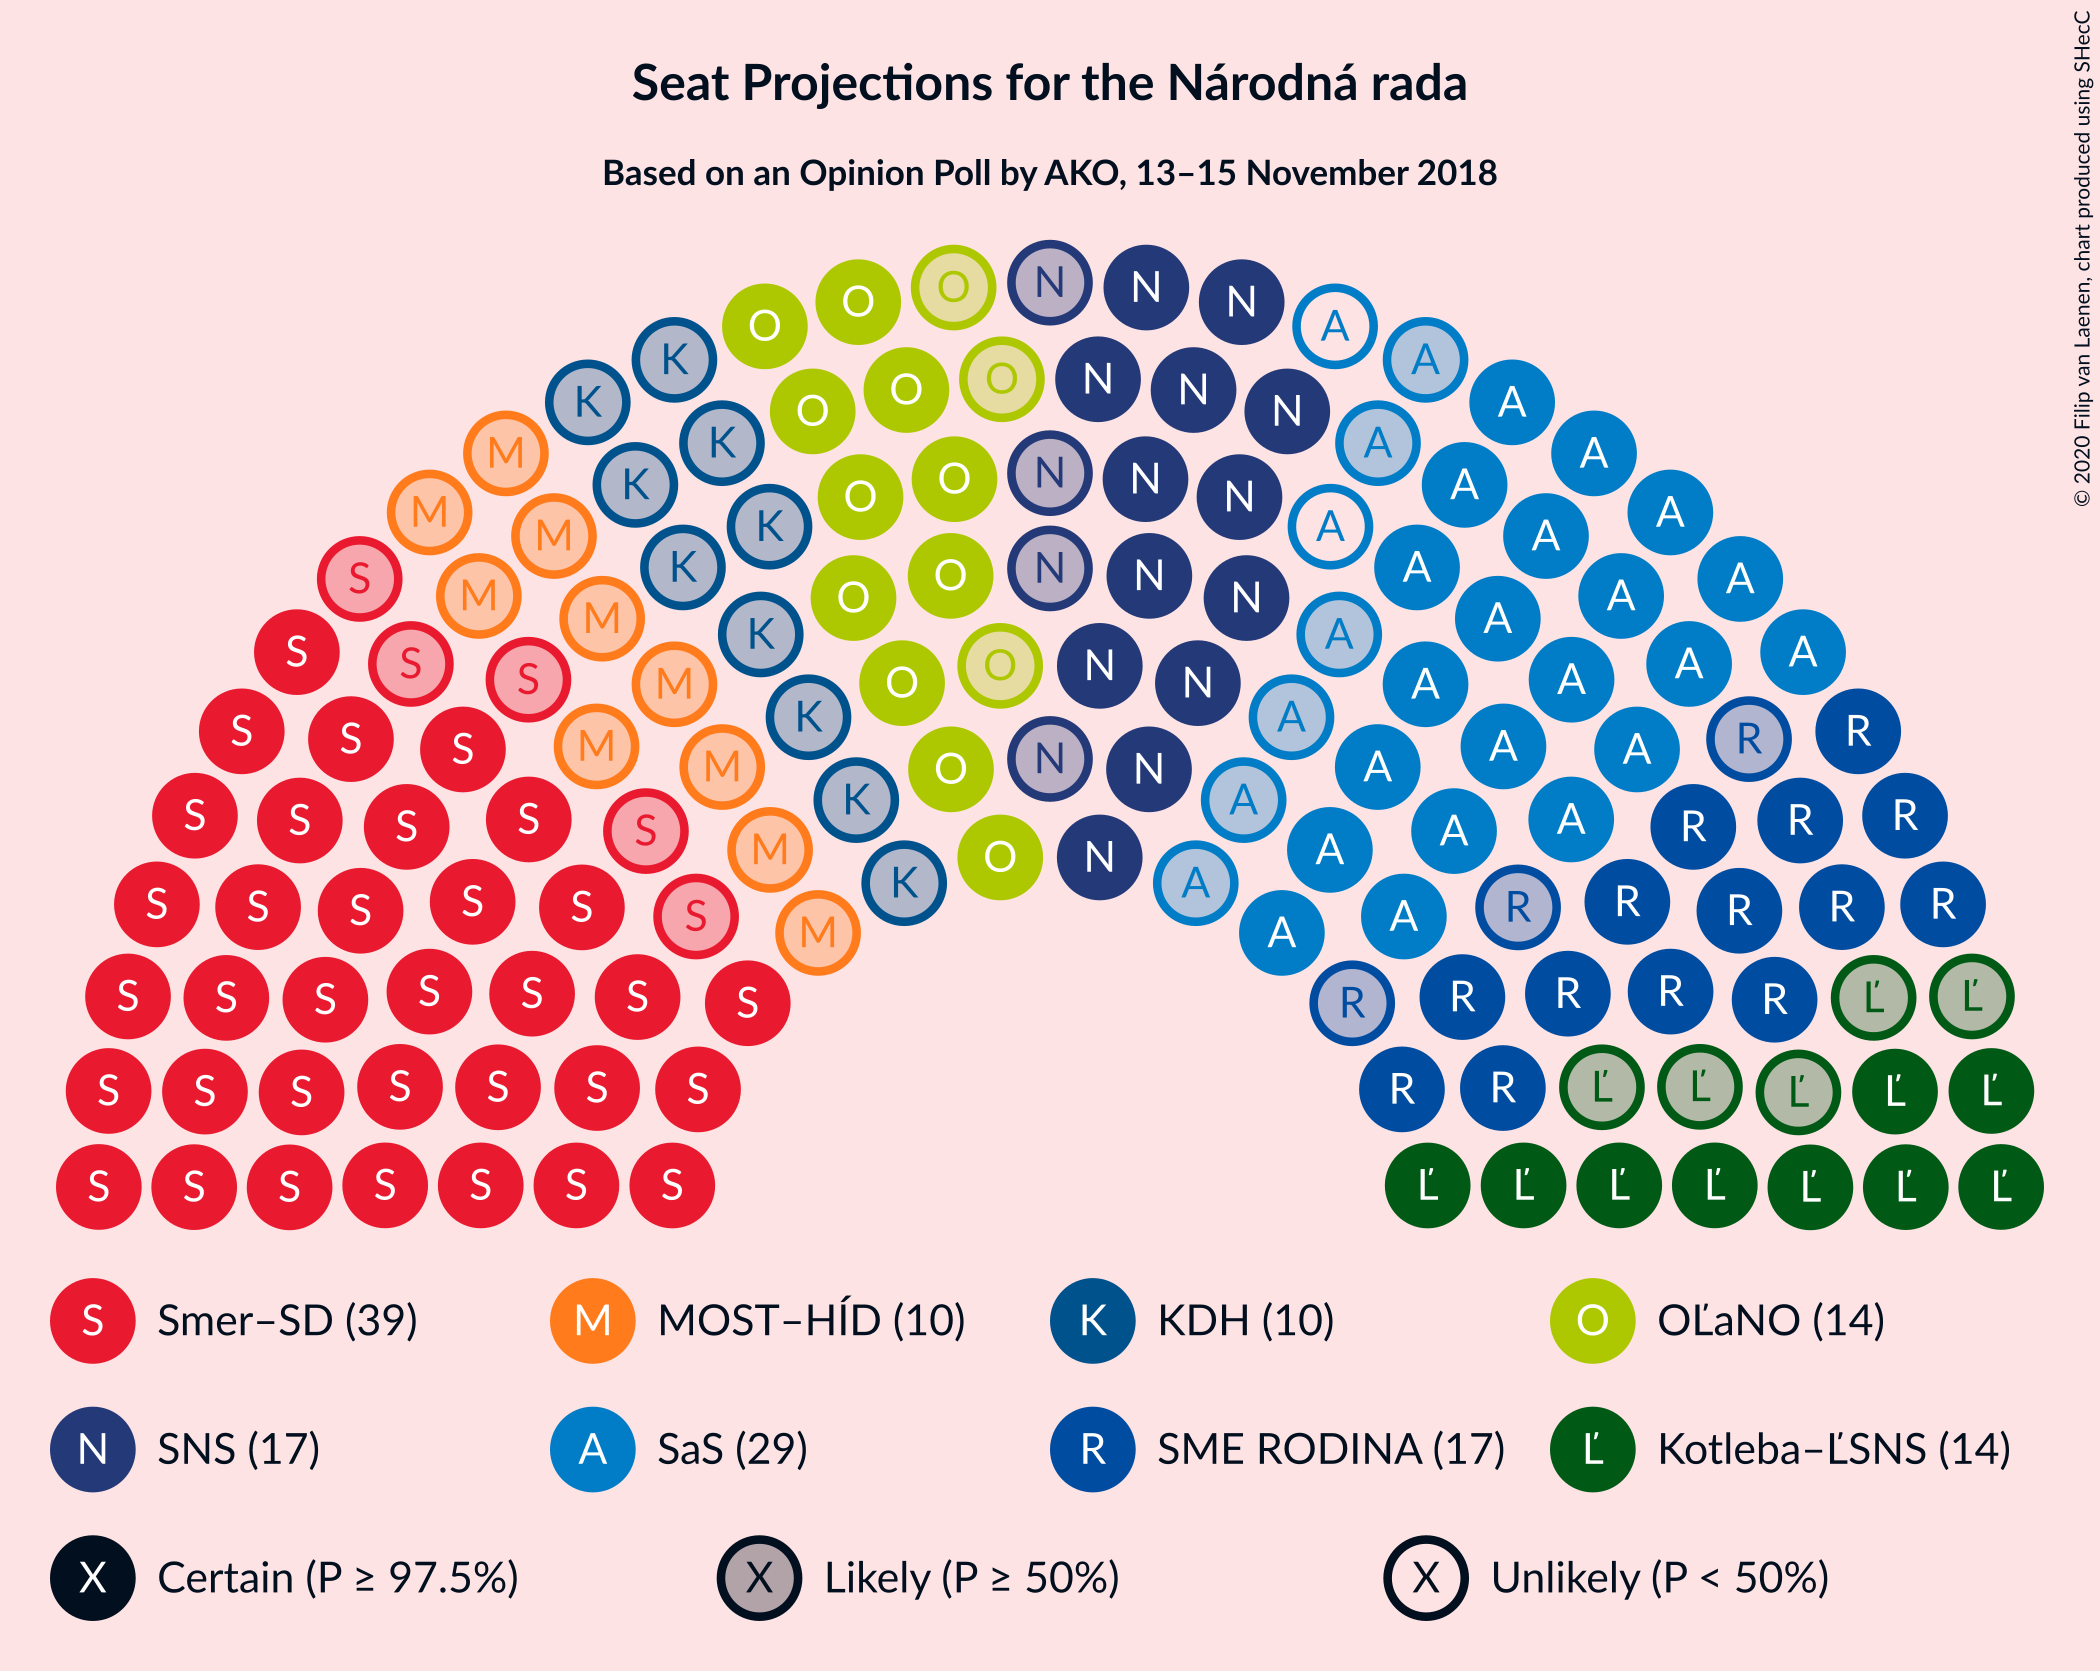 Seat Projections for the Národná rada
Based on an Opinion Poll by AKO, 13–15 November 2018
© 2020 Filip van Laenen, chart produced using SHecC
O N N
O N A
O A
K A
K O N A
O N
M O N A
K N
K N A
M K O N A
O N A
M K A A
M K O N A
S O A
M N A A
M K O N A
S M K A A
S O N A
S S M O N A A
S M K A A
S S S M O N A R R
S S S M K A A R R
S S S S M A A R R
S S S S S K O N A A R R R R
S S S S S M A R R
S S S S S S S R R R R R Ľ Ľ
S S S S S S S R R Ľ Ľ Ľ Ľ Ľ
S S S S S S S Ľ Ľ Ľ Ľ Ľ Ľ Ľ
S Smer–SD (39) M MOST–HÍD (10) K KDH (10) O OĽaNO (14)
N SNS (17) A SaS (29) R SME RODINA (17) Ľ Kotleba–ĽSNS (14)
X Certain (P ≥ 97.5%) X Likely (P ≥ 50%) X Unlikely (P < 50%)